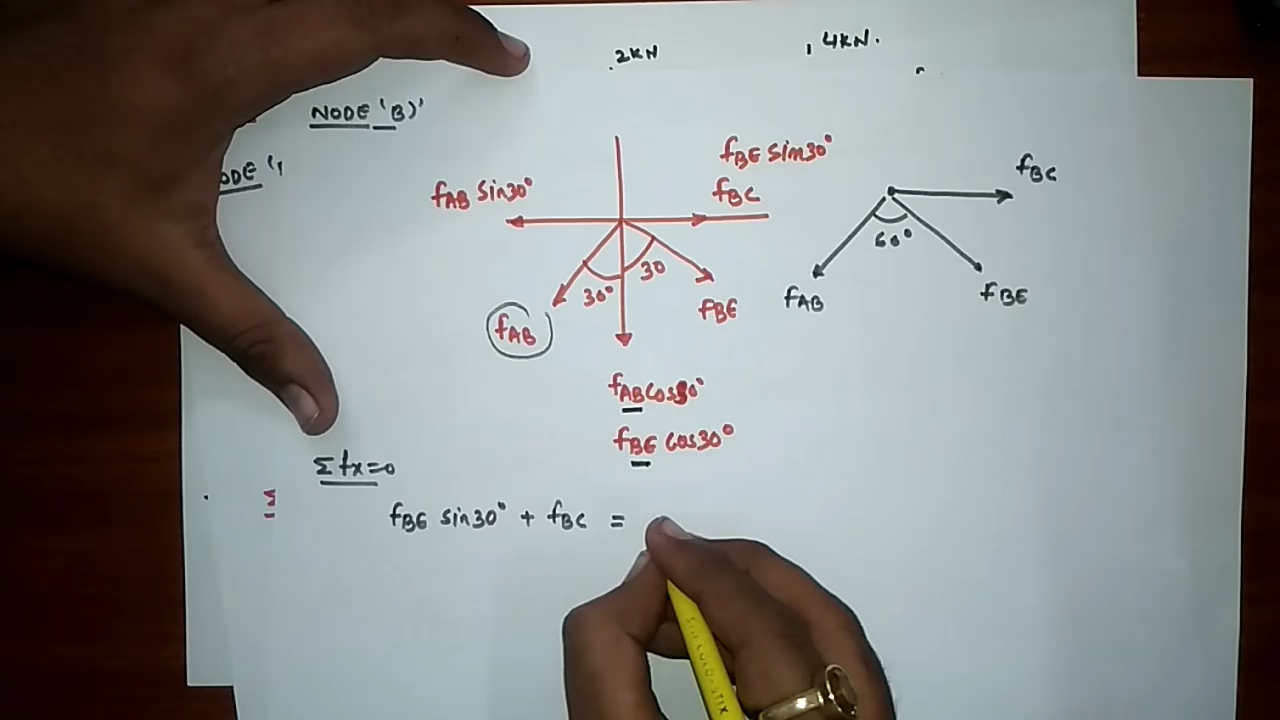 2KN , 4KN.
NODE 'B)'
ODE '
fBE sin30°
fBC
fAB sin30°
fBC
60°
30° 30
fAB
fBE
fAB
fBE
fABcos30°
fBE cos30°
Σfx=0
Σ
fBE sin30° + fBC =